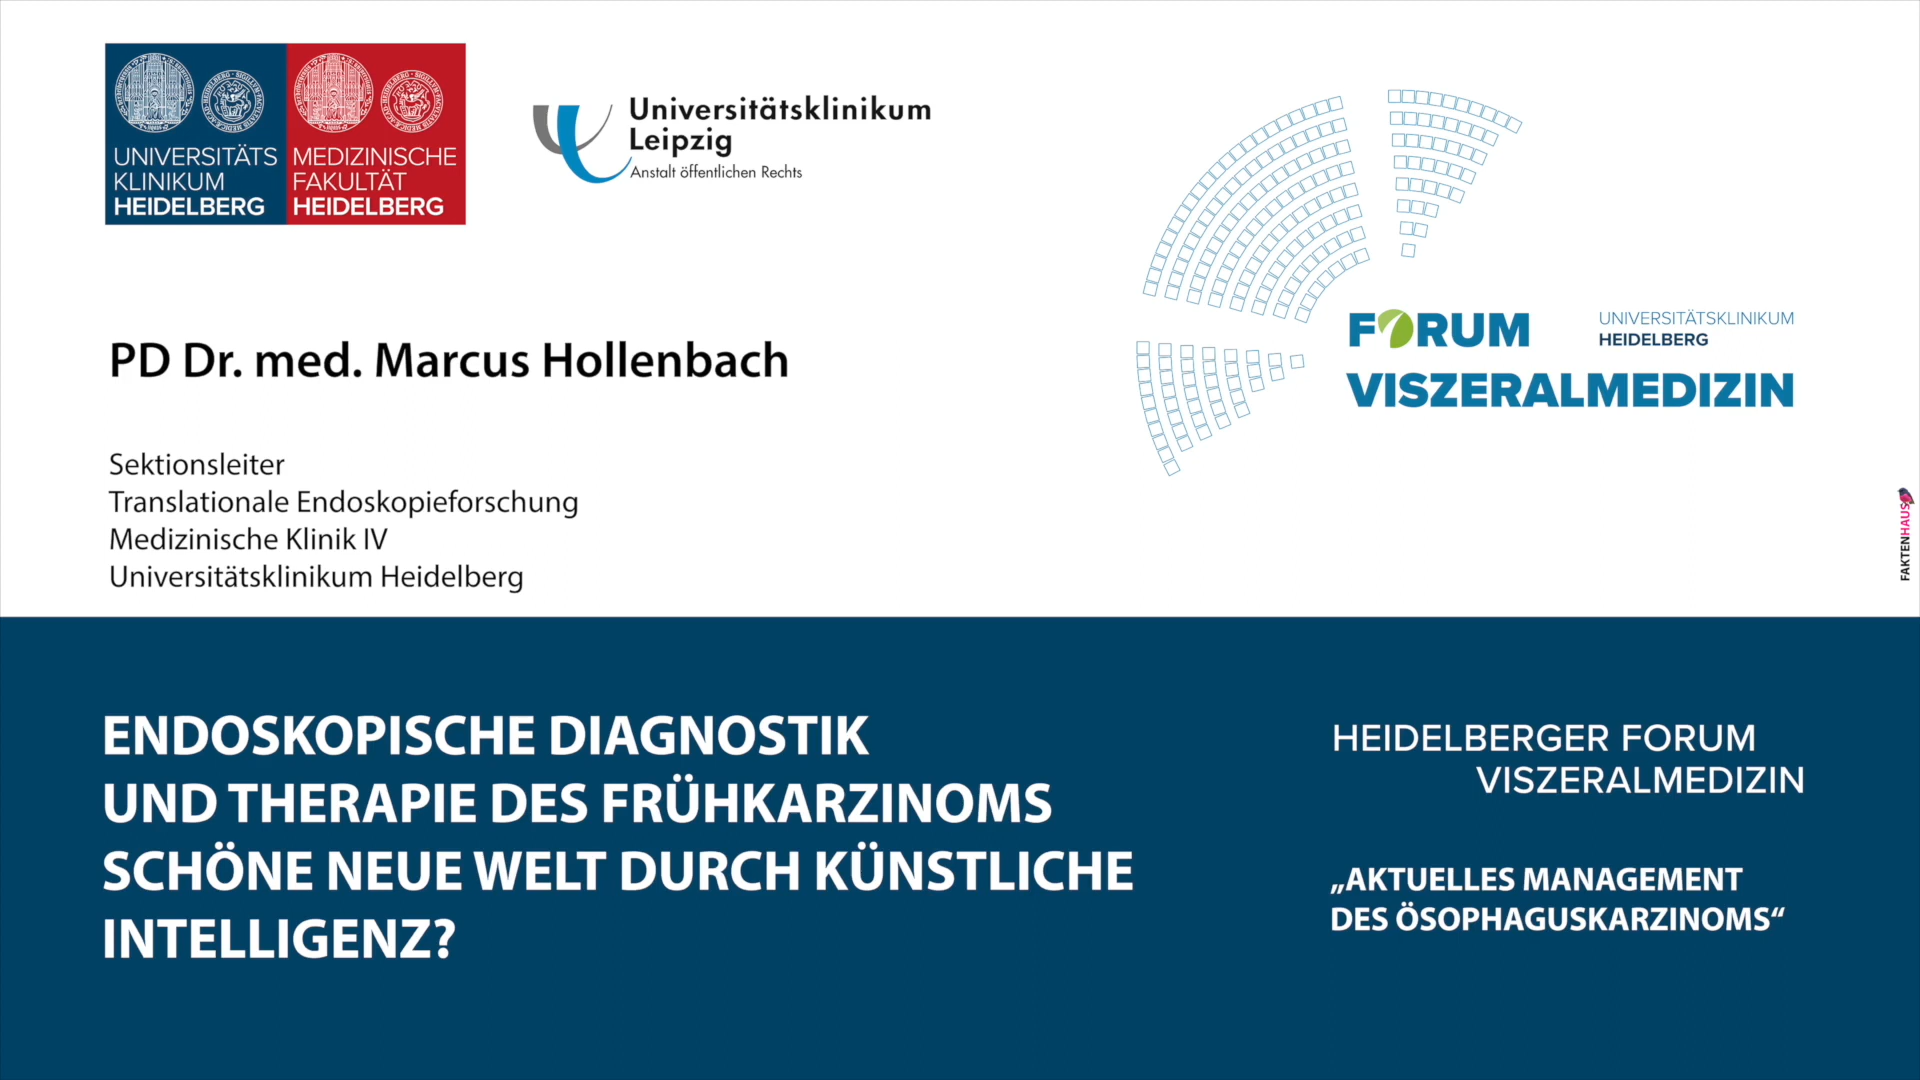 UNIVERSITÄTS
KLINIKUM
HEIDELBERG
MEDIZINISCHE
FAKULTÄT
HEIDELBERG
Universitätsklinikum
Leipzig
Anstalt öffentlichen Rechts
FORUM
VISZERALMEDIZIN
UNIVERSITÄTSKLINIKUM
HEIDELBERG
PD Dr. med. Marcus Hollenbach
Sektionsleiter
Translationale Endoskopieforschung
Medizinische Klinik IV
Universitätsklinikum Heidelberg
FAKTENHAUS
ENDOSKOPISCHE DIAGNOSTIK
UND THERAPIE DES FRÜHKARZINOMS
SCHÖNE NEUE WELT DURCH KÜNSTLICHE
INTELLIGENZ?
HEIDELBERGER FORUM
VISZERALMEDIZIN
„AKTUELLES MANAGEMENT
DES ÖSOPHAGUSKARZINOMS“